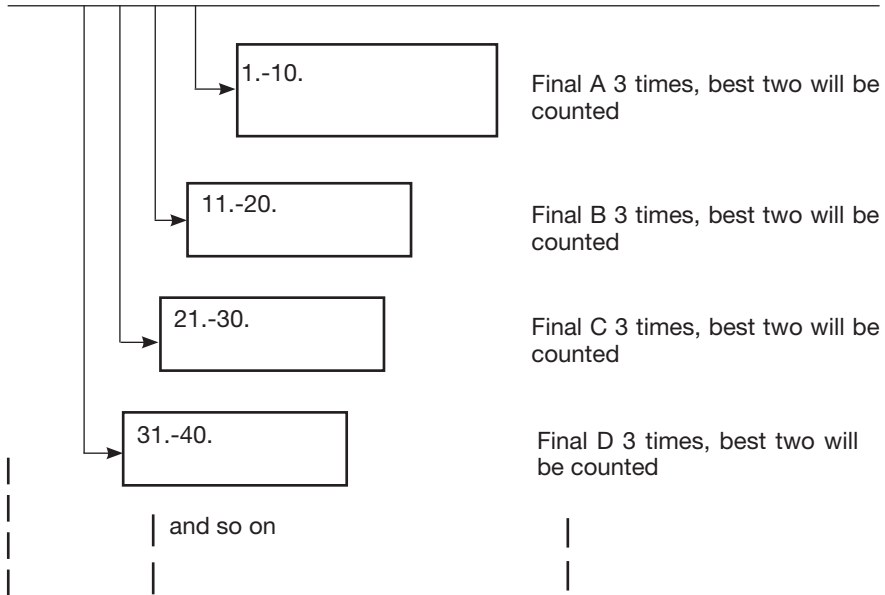 1.-10.
Final A 3 times, best two will be
counted
11.-20.
Final B 3 times, best two will be
counted
21.-30.
Final C 3 times, best two will be
counted
31.-40.
Final D 3 times, best two will
be counted
and so on